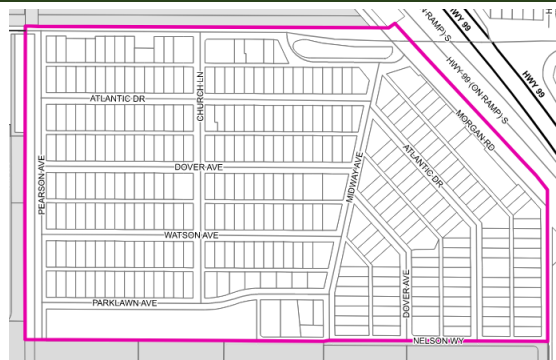 HWY 99
HWY 99
HWY 99 (ON RAMP) S
(ON RAMP) S
MORGAN RD
ATLANTIC DR
CHURCH LN
DOVER AVE
ATLANTIC DR
MIDWAY AVE
PEARSON AVE
WATSON AVE
DOVER AVE
PARKLAWN AVE
NELSON WY